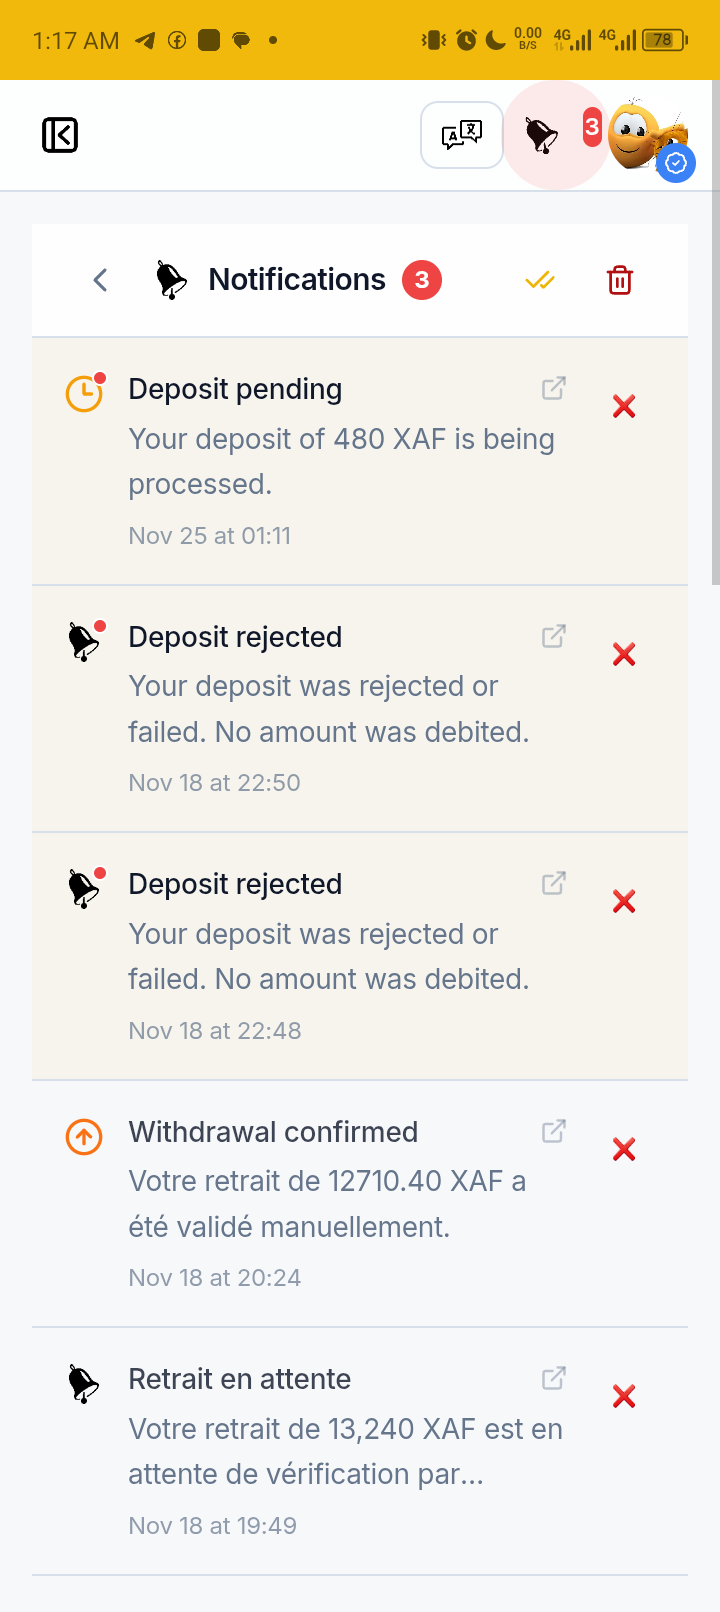 1:17 AM
0.00
B/S
4G
4G
78
A 文
3
Notifications 3
Deposit pending
Your deposit of 480 XAF is being
processed.
Nov 25 at 01:11
Deposit rejected
Your deposit was rejected or
failed. No amount was debited.
Nov 18 at 22:50
Deposit rejected
Your deposit was rejected or
failed. No amount was debited.
Nov 18 at 22:48
Withdrawal confirmed
Votre retrait de 12710.40 XAF a
été validé manuellement.
Nov 18 at 20:24
Retrait en attente
Votre retrait de 13,240 XAF est en
attente de vérification par...
Nov 18 at 19:49